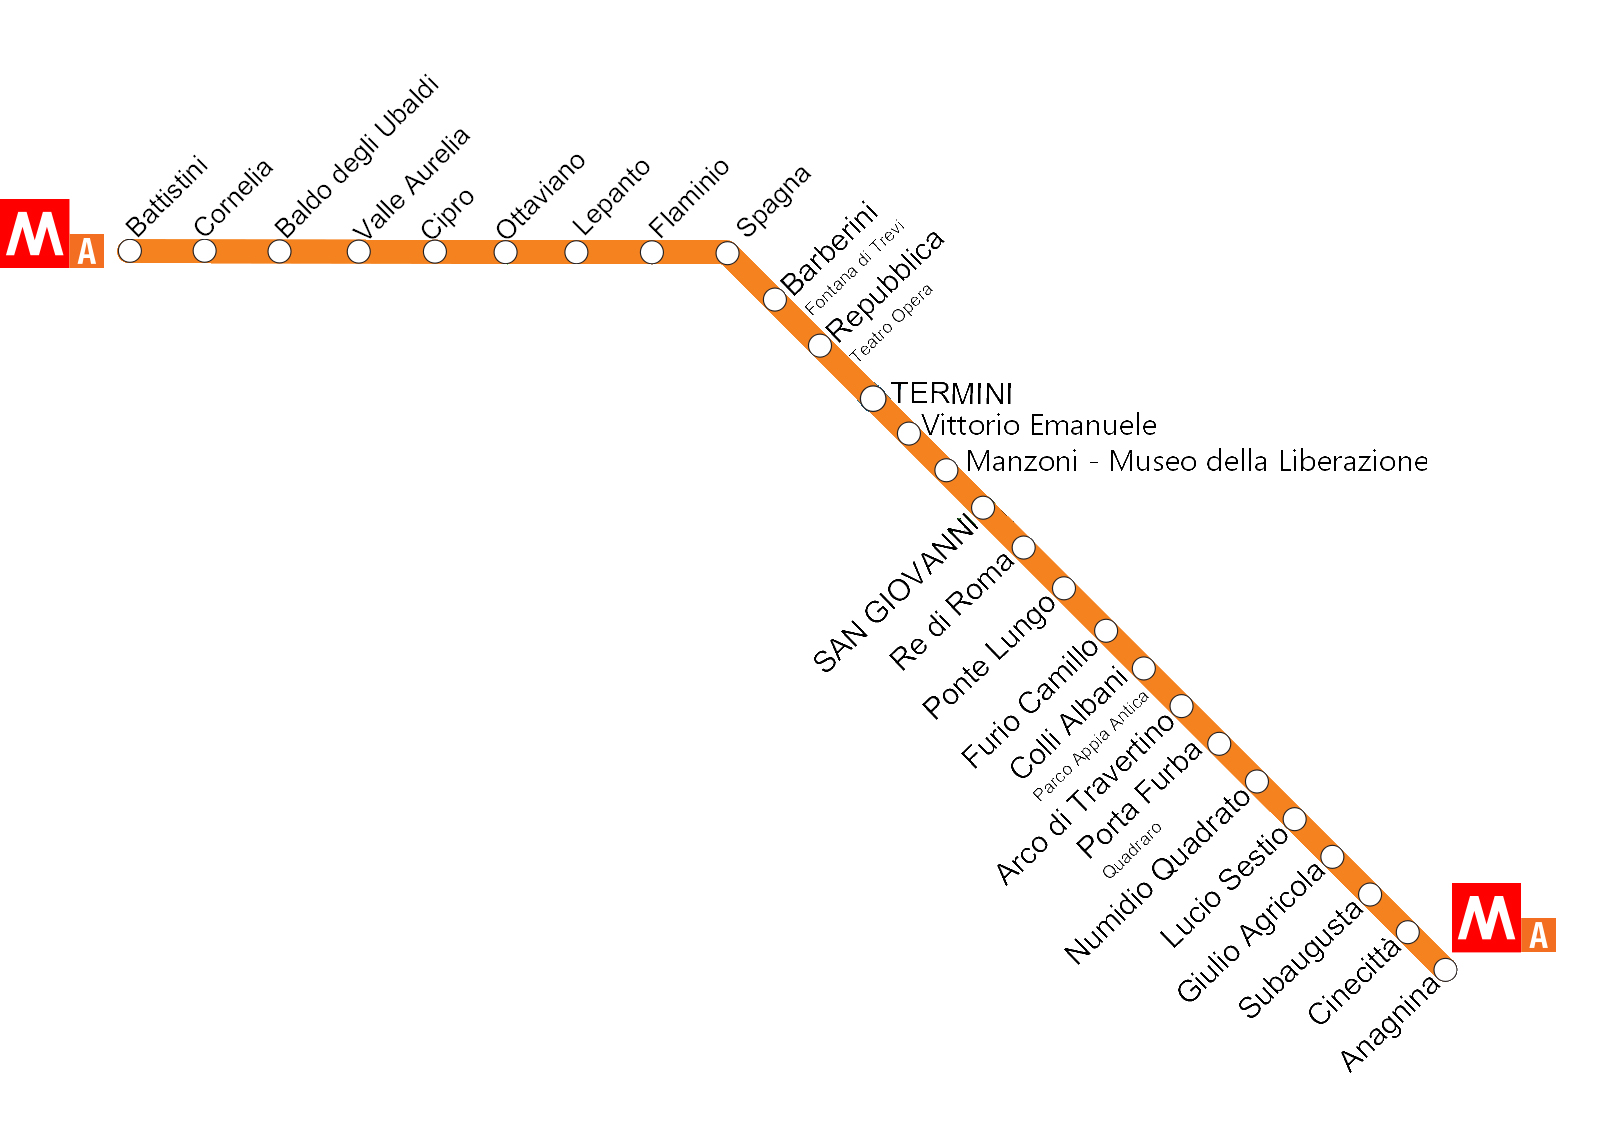 M
A
Battistini
Cornelia
Baldo degli Ubaldi
Valle Aurelia
Cipro
Ottaviano
Lepanto
Flaminio
Spagna
Barberini
Fontana di Trevi
Repubblica
Teatro Opera
TERMINI
Vittorio Emanuele
Manzoni - Museo della Liberazione
SAN GIOVANNI
Re di Roma
Ponte Lungo
Furio Camillo
Colli Albani
Parco Appia Antica
Arco di Travertino
Porta Furba
Quadraro
Numidio Quadrato
Lucio Sestio
Giulio Agricola
Subaugusta
Cinecittà
Anagnina
M
A